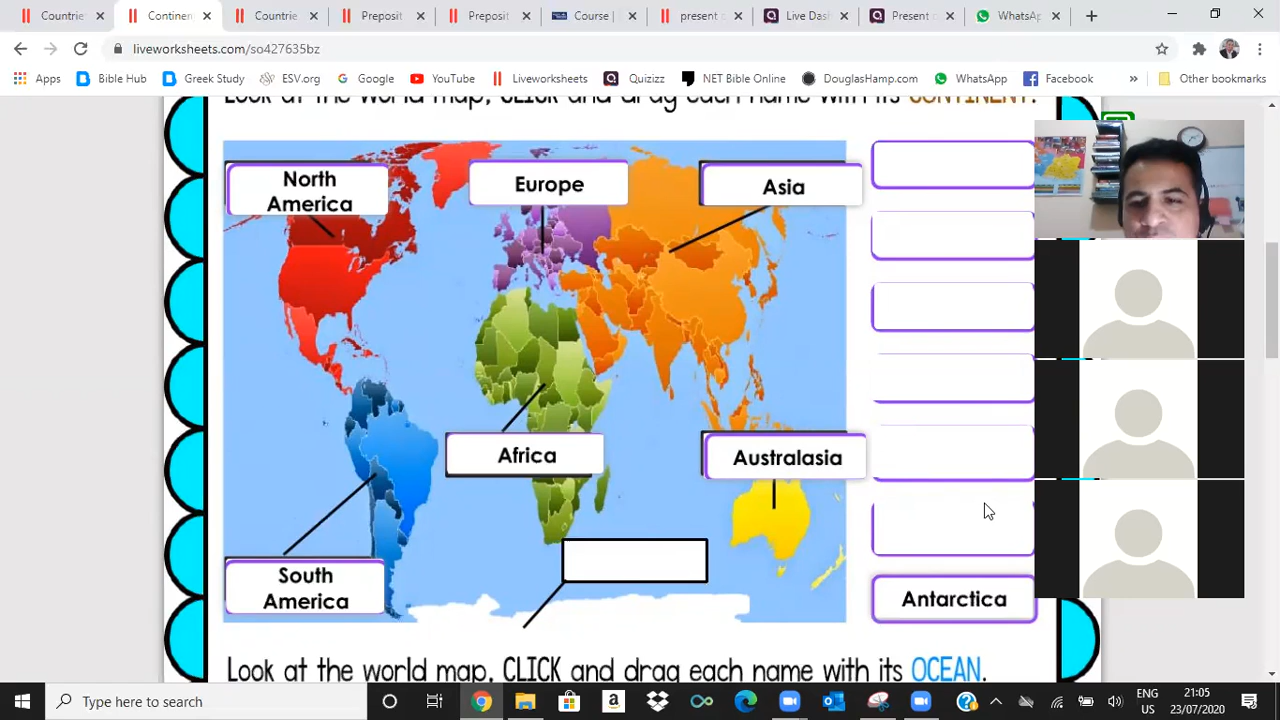 Countrie
Continen
Countrie
Preposit
Preposit
Course |
present s
Live Das
Present c
WhatsAp
liveworksheets.com/so427635bz
Apps
Bible Hub
Greek Study
ESV.org
Google
YouTube
Liveworksheets
Quizizz
NET Bible Online
DouglasHamp.com
WhatsApp
Facebook
»
Other bookmarks
Look at the world map, CLICK and drag each name with its CONTINENT.
North
America
Europe
Asia
Africa
Australasia
South
America
Antarctica
Look at the world map, CLICK and drag each name with its OCEAN.
Type here to search
ENG
US
21:05
23/07/2020